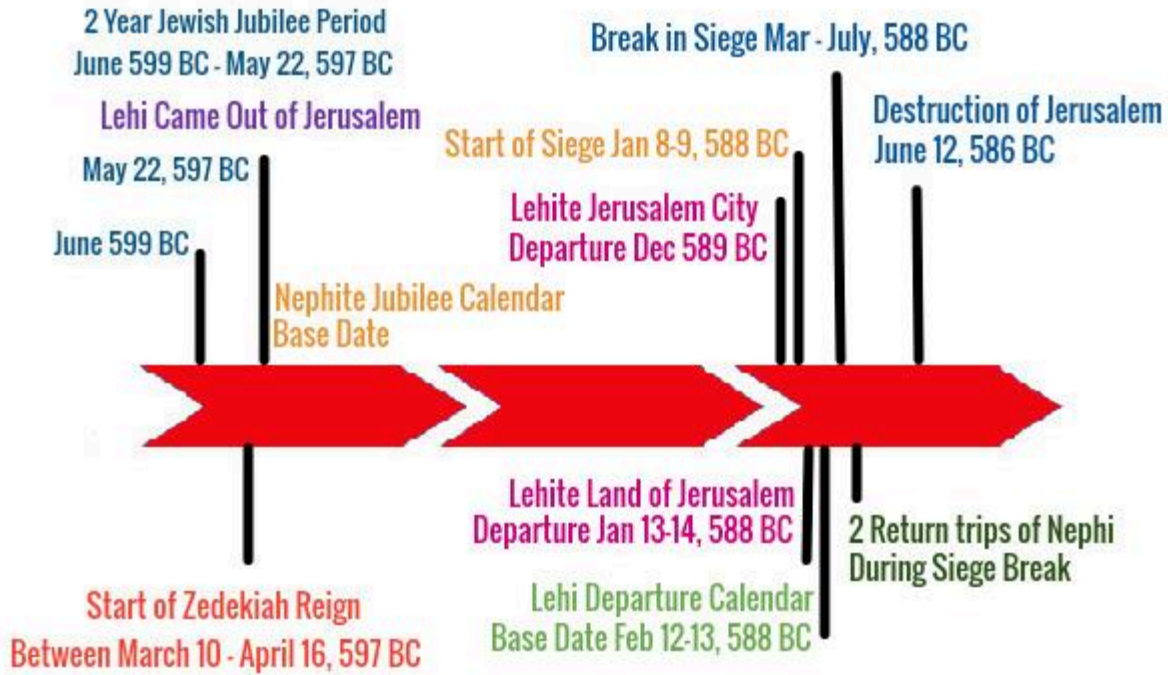 2 Year Jewish Jubilee Period
June 599 BC - May 22, 597 BC
Lehi Came Out of Jerusalem
May 22, 597 BC
June 599 BC
Nephite Jubilee Calendar
Base Date
Break in Siege Mar - July, 588 BC
Start of Siege Jan 8-9, 588 BC
Destruction of Jerusalem
June 12, 586 BC
Lehite Jerusalem City
Departure Dec 589 BC
Start of Zedekiah Reign
Between March 10 - April 16, 597 BC
Lehite Land of Jerusalem
Departure Jan 13-14, 588 BC
Lehi Departure Calendar
Base Date Feb 12-13, 588 BC
2 Return trips of Nephi
During Siege Break